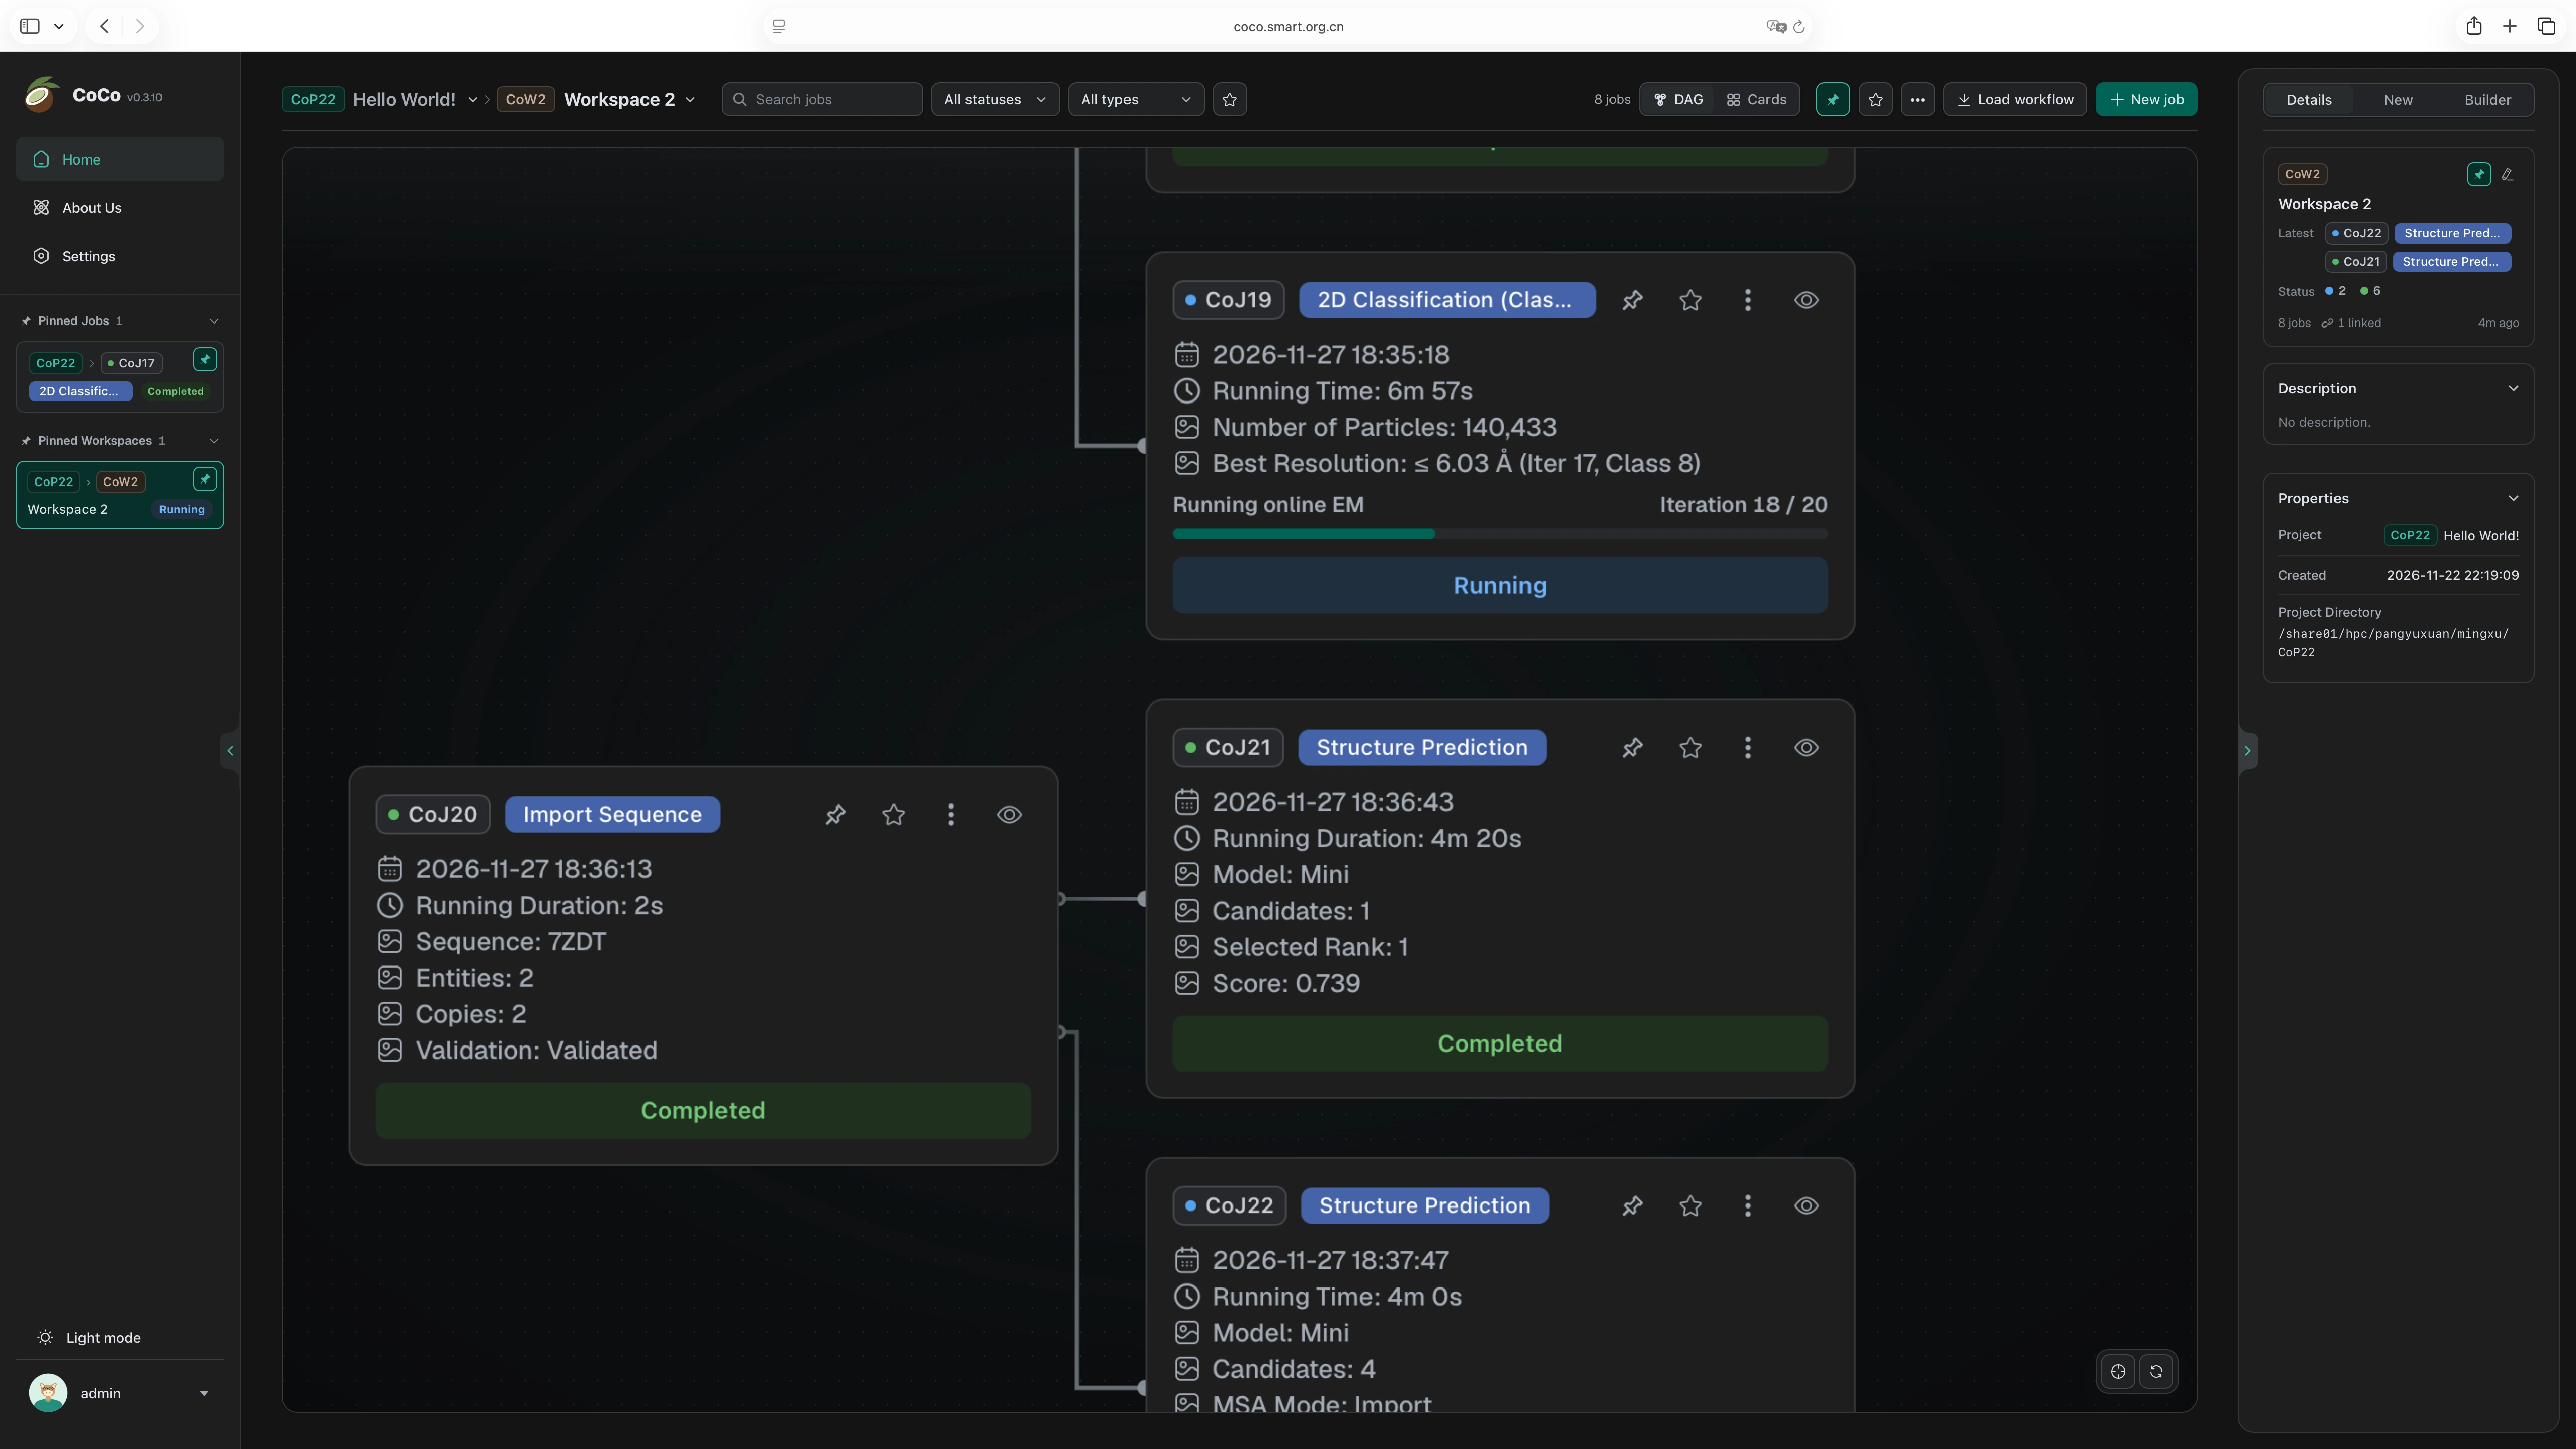 coco.smart.org.cn
CoCo v0.3.10
Home
About Us
Settings
Pinned Jobs 1
CoP22 CoJ17
2D Classific... Completed
Pinned Workspaces 1
CoP22 CoW2
Workspace 2 Running
Light mode
admin
CoP22 Hello World! CoW2 Workspace 2 Search jobs All statuses All types 8 jobs DAG Cards Load workflow New job
CoJ19 2D Classification (Clas...
2026-11-27 18:35:18
Running Time: 6m 57s
Number of Particles: 140,433
Best Resolution: ≤ 6.03 Å (Iter 17, Class 8)
Running online EM Iteration 18 / 20
Running
CoJ20 Import Sequence
2026-11-27 18:36:13
Running Duration: 2s
Sequence: 7ZDT
Entities: 2
Copies: 2
Validation: Validated
Completed
CoJ21 Structure Prediction
2026-11-27 18:36:43
Running Duration: 4m 20s
Model: Mini
Candidates: 1
Selected Rank: 1
Score: 0.739
Completed
CoJ22 Structure Prediction
2026-11-27 18:37:47
Running Time: 4m 0s
Model: Mini
Candidates: 4
MSA Mode: Import
Details New Builder
CoW2
Workspace 2
Latest CoJ22 Structure Pred...
CoJ21 Structure Pred...
Status 2 6
8 jobs 1 linked 4m ago
Description
No description.
Properties
Project CoP22 Hello World!
Created 2026-11-22 22:19:09
Project Directory
/share01/hpc/pangyuxuan/mingxu/
CoP22